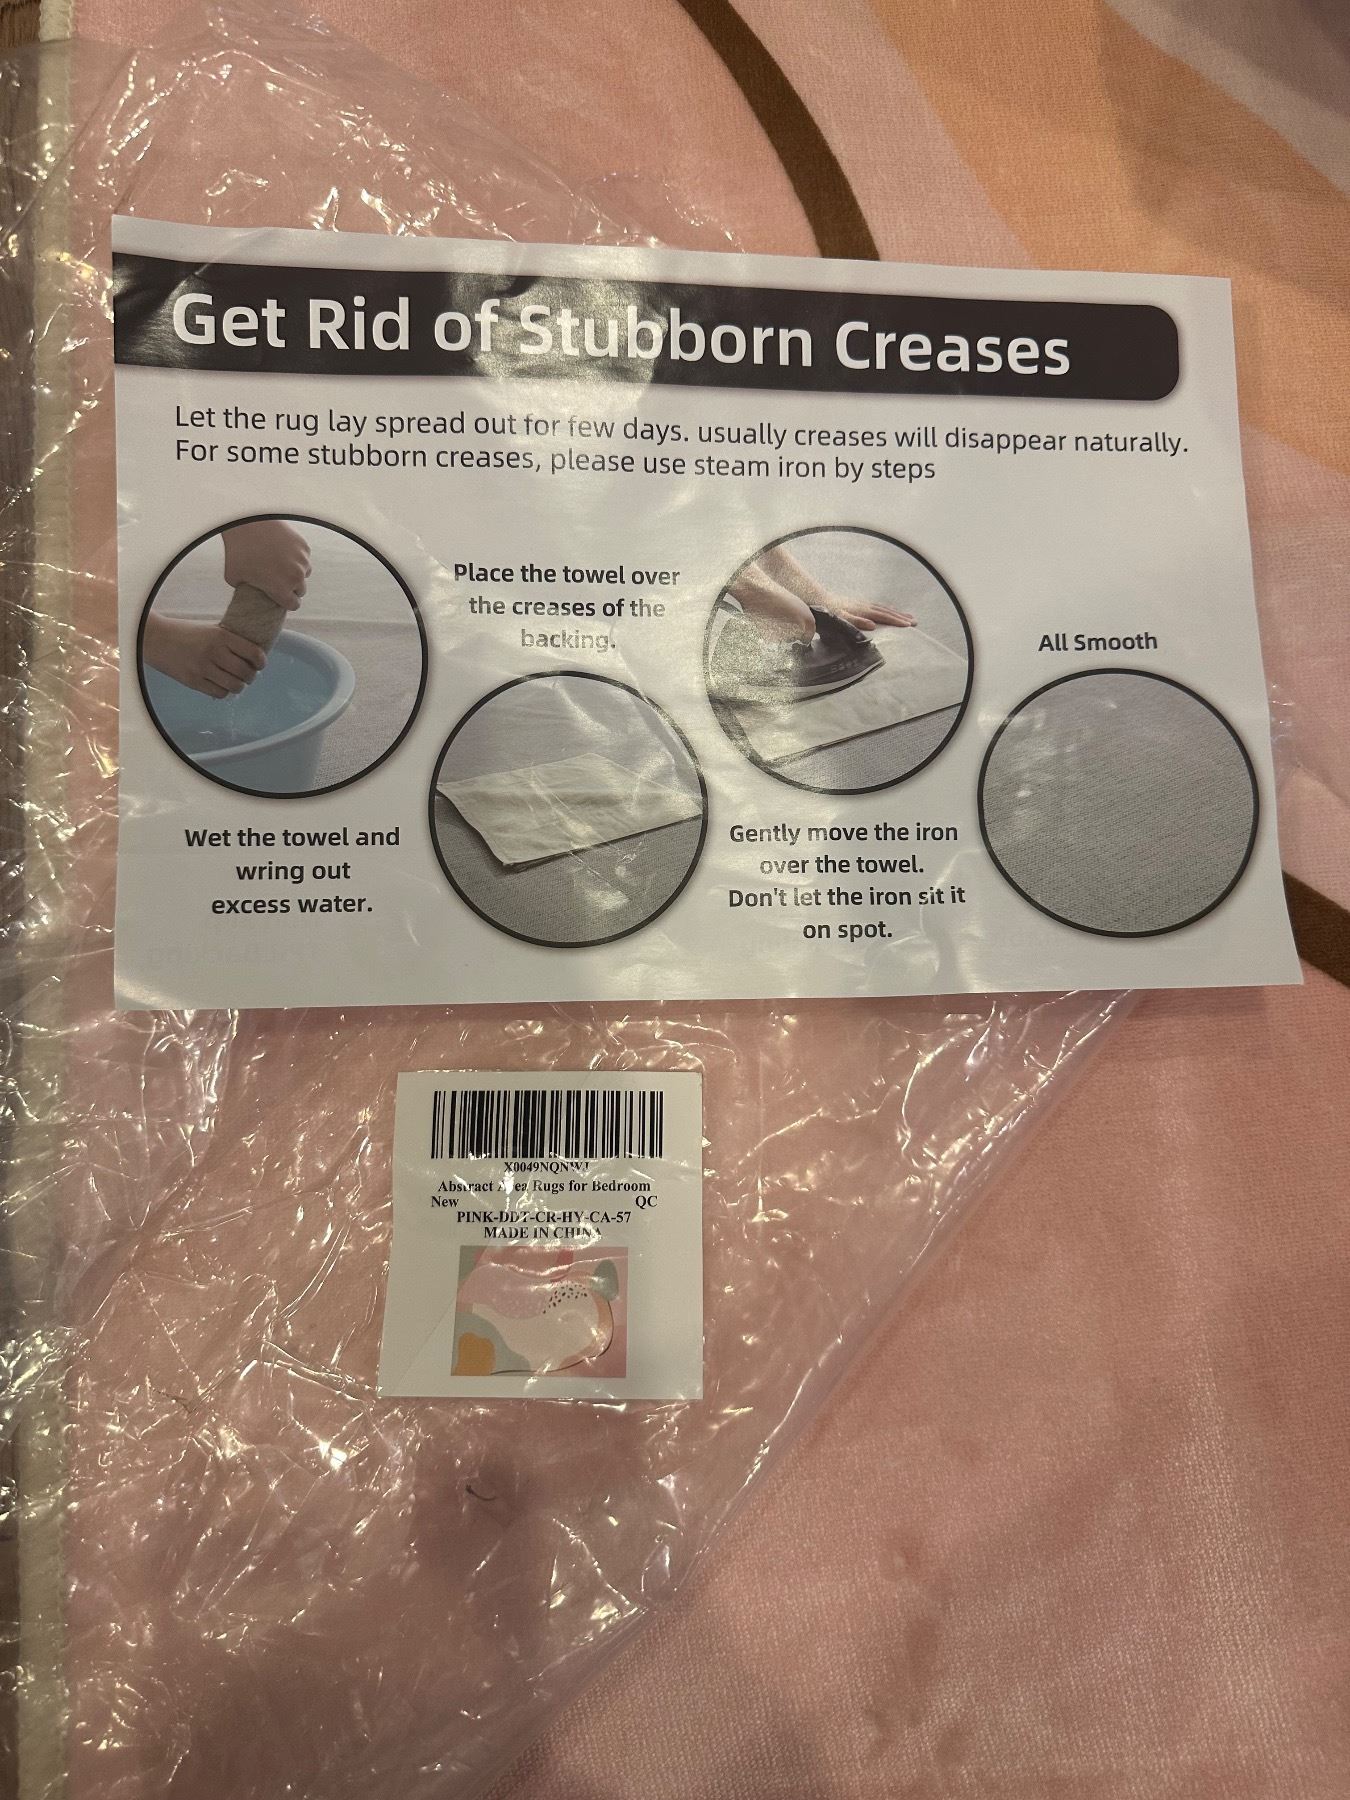 Get Rid of Stubborn Creases
Let the rug lay spread out for few days. usually creases will disappear naturally.
For some stubborn creases, please use steam iron by steps
Wet the towel and
wring out
excess water.
Place the towel over
the creases of the
backing.
Gently move the iron
over the towel.
Don't let the iron sit it
on spot.
All Smooth
X0049NQNWJ
Abstract Area Rugs for Bedroom
New QC
PINK-DDT-CR-HY-CA-57
MADE IN CHINA